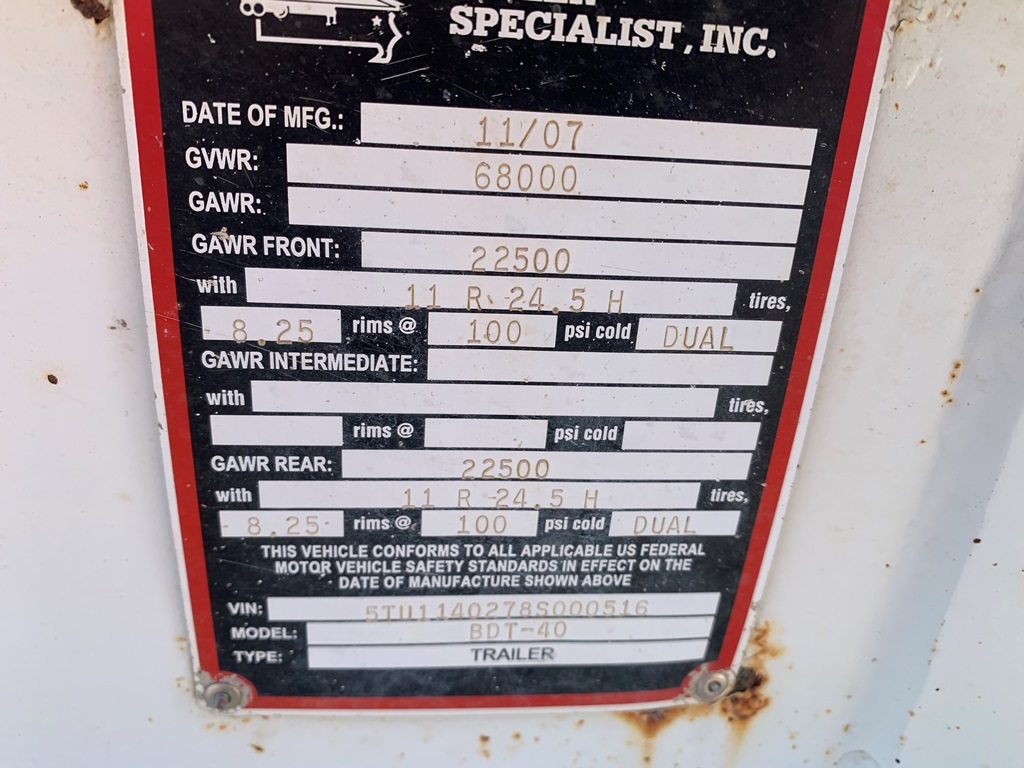 SPECIALIST, INC.
DATE OF MFG.: 11/07
GVWR: 68000
GAWR:
GAWR FRONT: 22500
with 11 R 24.5 H tires,
8.25 rims @ 100 psi cold DUAL
GAWR INTERMEDIATE:
with tires,
rims @ psi cold
GAWR REAR: 22500
with 11 R 24.5 H tires,
8.25 rims @ 100 psi cold DUAL
THIS VEHICLE CONFORMS TO ALL APPLICABLE US FEDERAL
MOTOR VEHICLE SAFETY STANDARDS IN EFFECT ON THE
DATE OF MANUFACTURE SHOWN ABOVE
VIN: 5TU1140278S000516
MODEL: BDT-40
TYPE: TRAILER